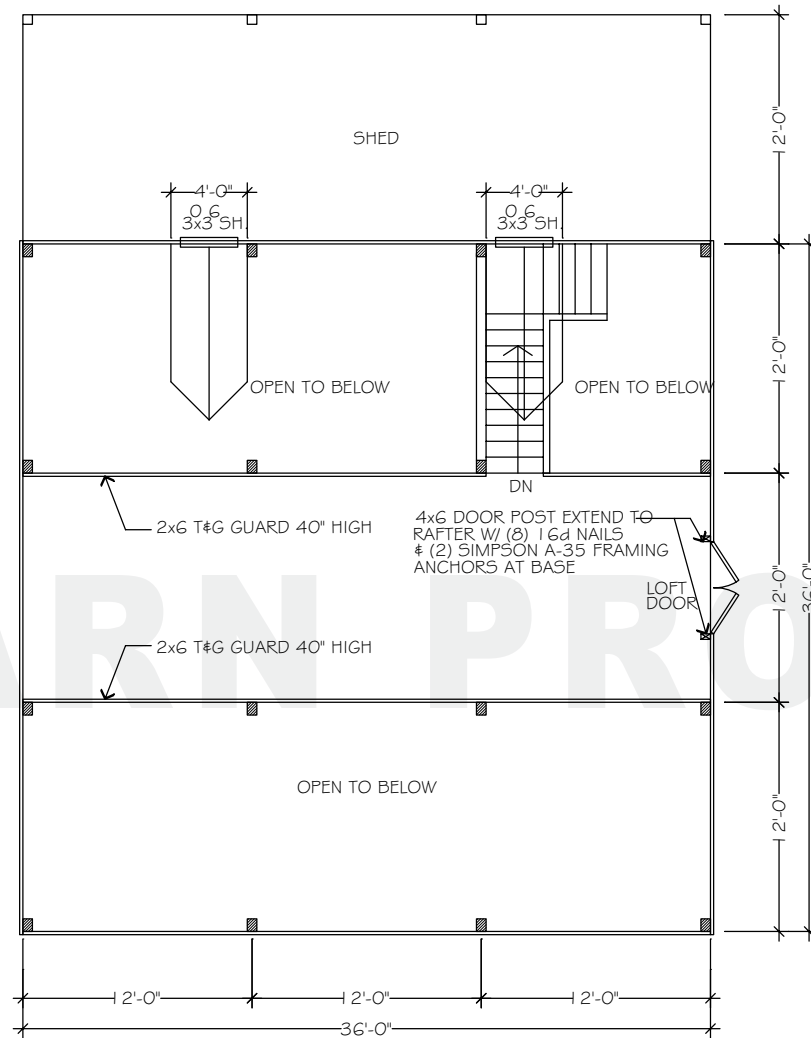 SHED
12'-0"
4'-0"
4'-0"
0 6
3x3 SH.
0 6
3x3 SH.
12'-0"
OPEN TO BELOW
OPEN TO BELOW
DN
2x6 T&G GUARD 40" HIGH
4x6 DOOR POST EXTEND TO
RAFTER W/ (8) 16d NAILS
& (2) SIMPSON A-35 FRAMING
ANCHORS AT BASE
LOFT
DOOR
12'-0"
36'-0"
ARN PRO
2x6 T&G GUARD 40" HIGH
OPEN TO BELOW
12'-0"
12'-0"
12'-0"
12'-0"
36'-0"